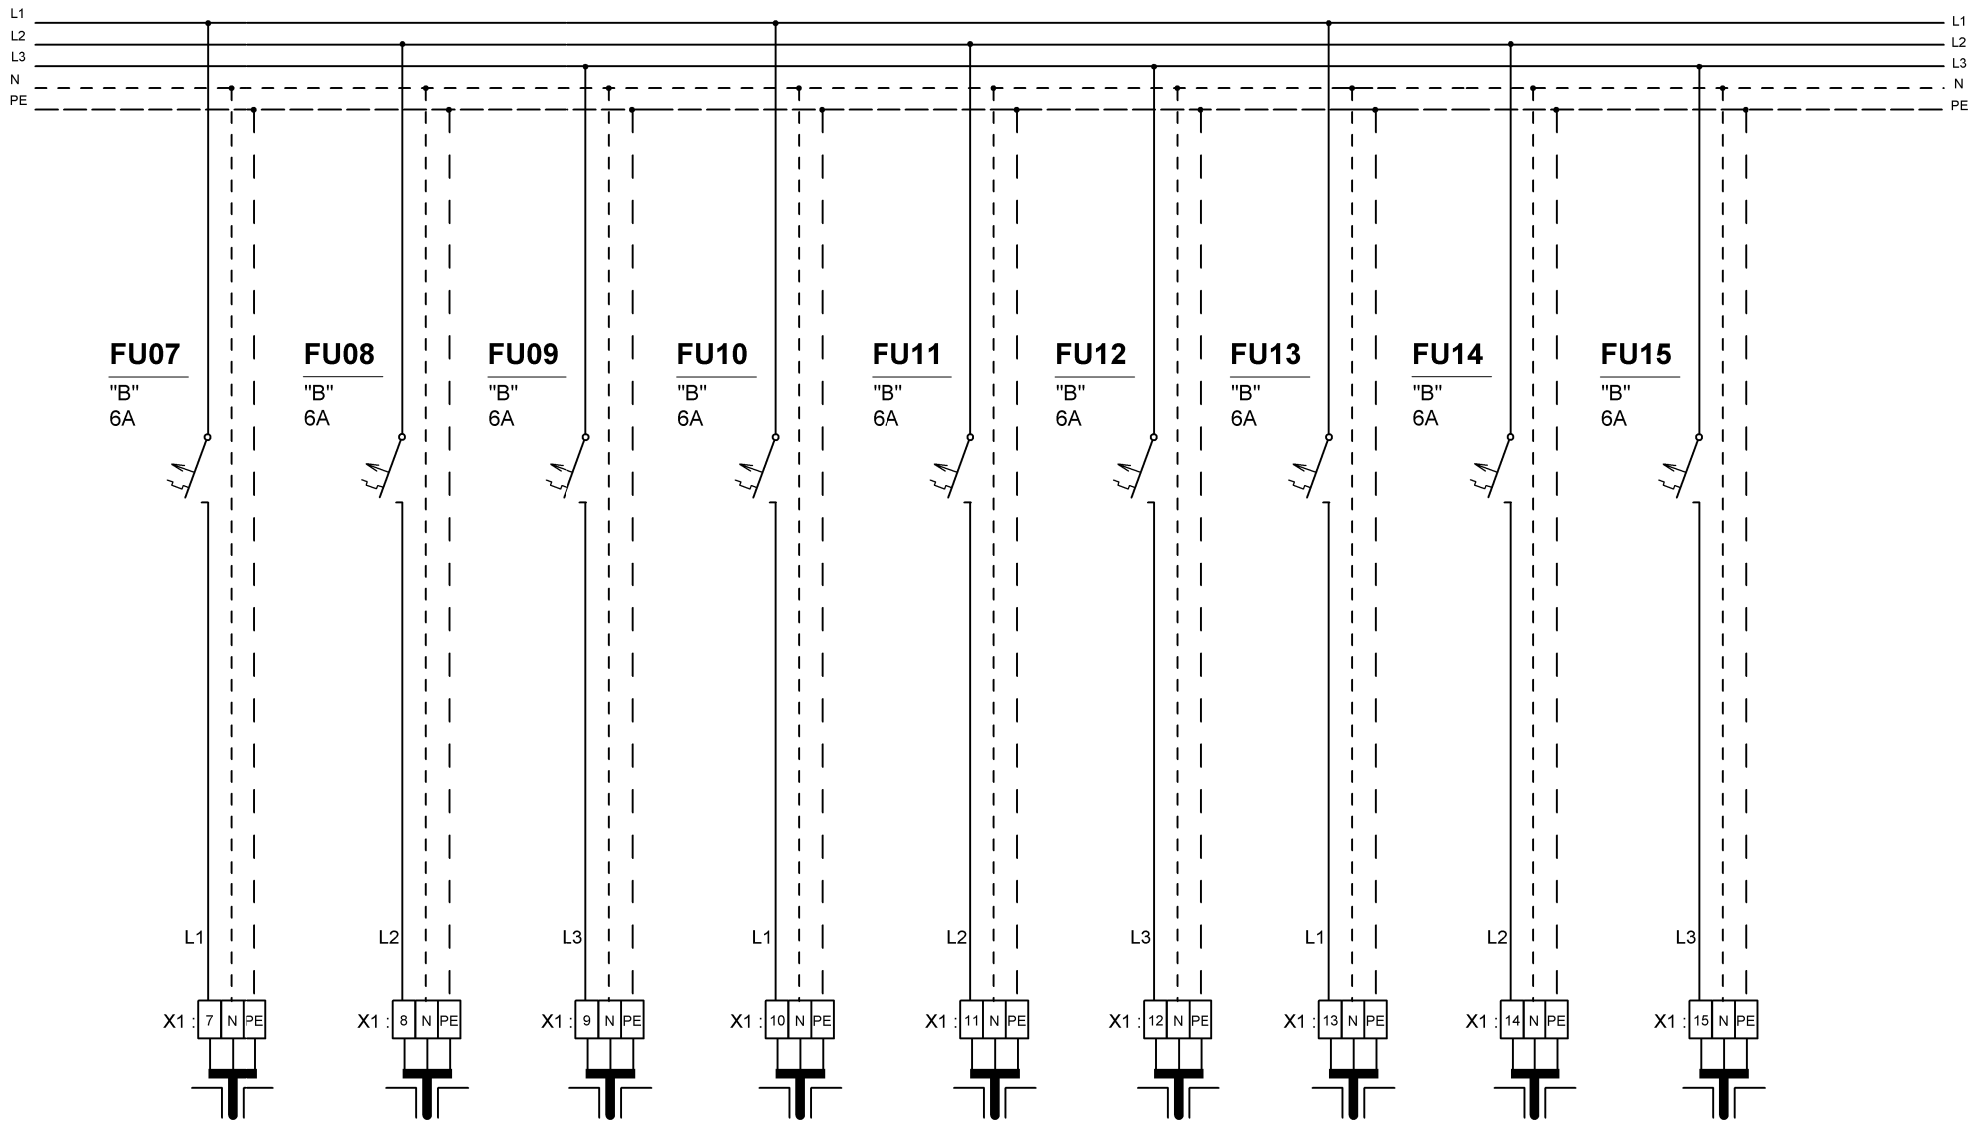 L1 L1
L2 L2
L3 L3
N N
PE PE
FU07 FU08 FU09 FU10 FU11 FU12 FU13 FU14 FU15
"B" "B" "B" "B" "B" "B" "B" "B" "B"
6A 6A 6A 6A 6A 6A 6A 6A 6A
L1 L2 L3 L1 L2 L3 L1 L2 L3
X1 : 7 N PE X1 : 8 N PE X1 : 9 N PE X1 : 10 N PE X1 : 11 N PE X1 : 12 N PE X1 : 13 N PE X1 : 14 N PE X1 : 15 N PE